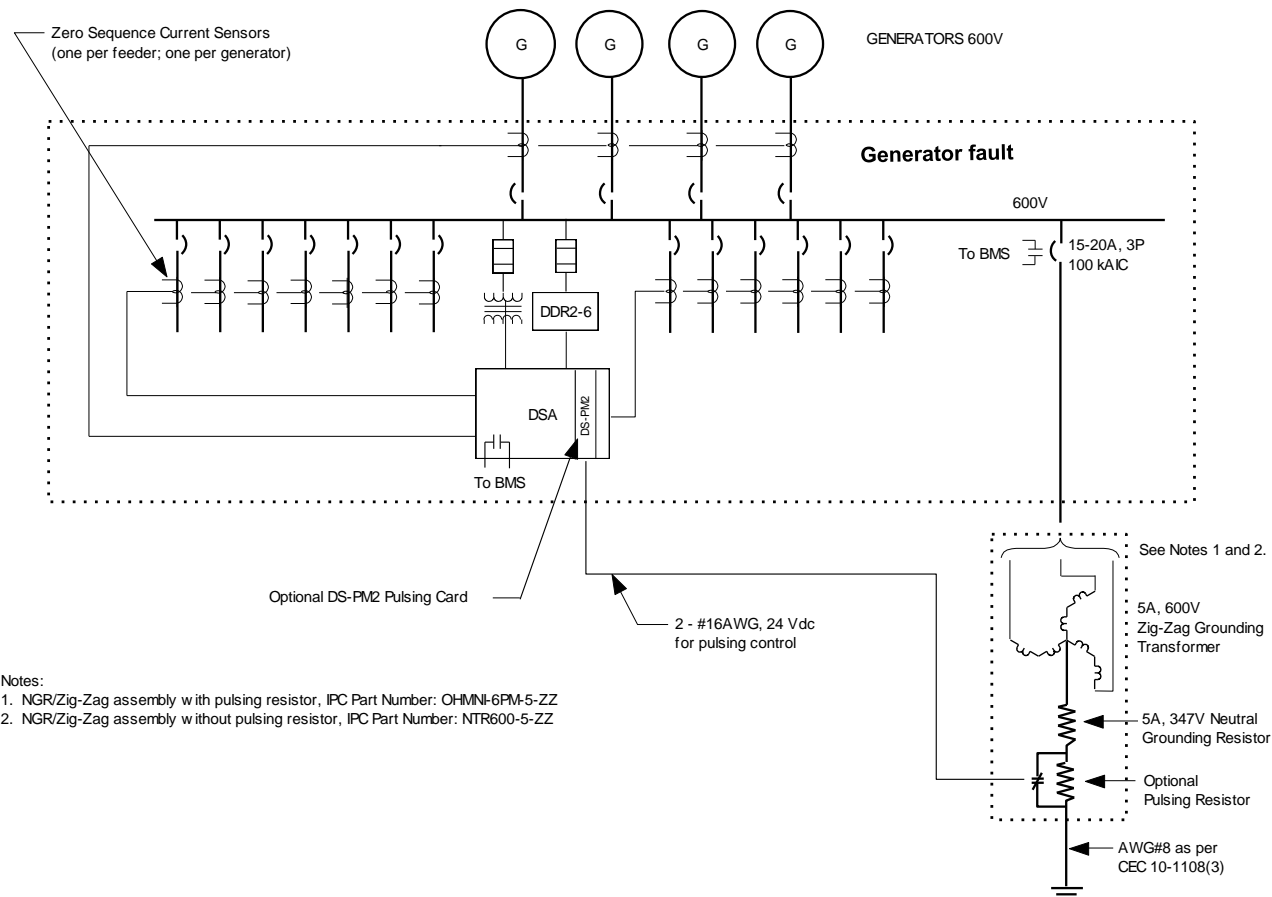 Zero Sequence Current Sensors
(one per feeder; one per generator)
G
G
G
G
GENERATORS 600V
Generator fault
600V
To BMS
15-20A, 3P
100 kAIC
DDR2-6
DSA
DS-PM2
To BMS
See Notes 1 and 2.
Optional DS-PM2 Pulsing Card
2 - #16AWG, 24 Vdc
for pulsing control
5A, 600V
Zig-Zag Grounding
Transformer
Notes:
1. NGR/Zig-Zag assembly with pulsing resistor, IPC Part Number: OHMNI-6PM-5-ZZ
2. NGR/Zig-Zag assembly without pulsing resistor, IPC Part Number: NTR600-5-ZZ
5A, 347V Neutral
Grounding Resistor
Optional
Pulsing Resistor
AWG#8 as per
CEC 10-1108(3)